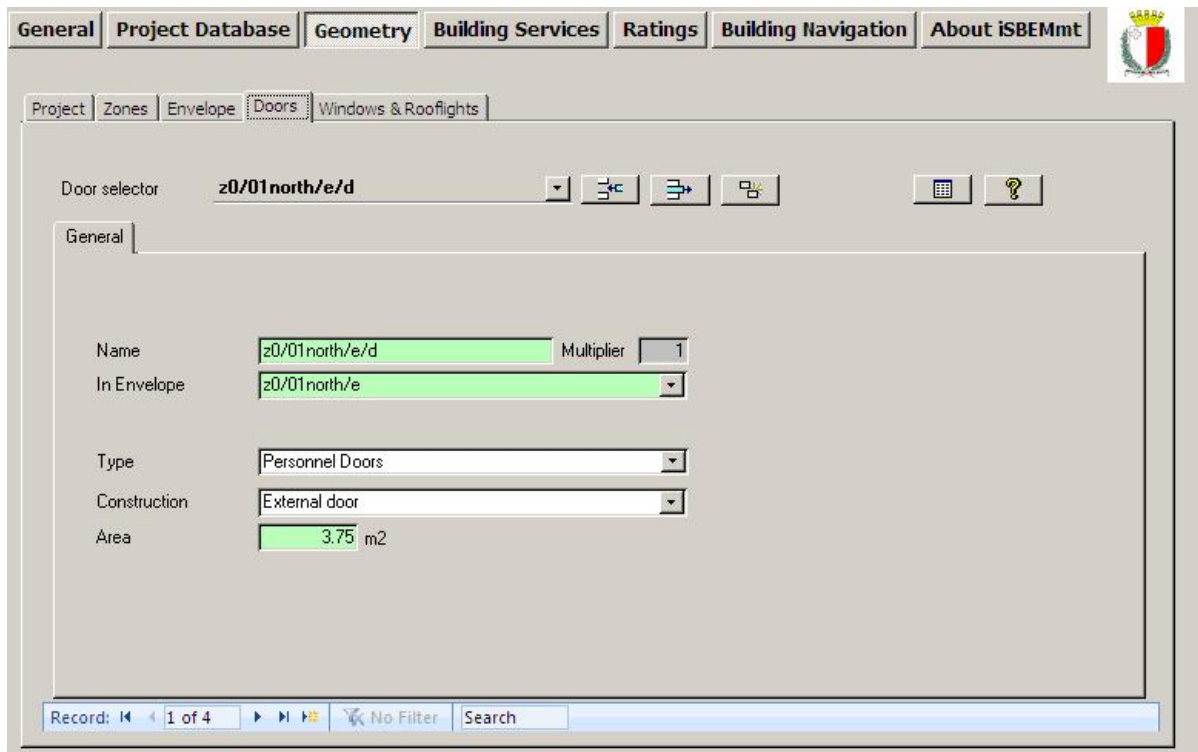 General Project Database Geometry Building Services Ratings Building Navigation About iSBEMmt
Project Zones Envelope Doors Windows & Rooflights
Door selector z0/01north/e/d
General
Name z0/01north/e/d Multiplier 1
In Envelope z0/01north/e
Type Personnel Doors
Construction External door
Area 3.75 m2
Record: 1 of 4 No Filter Search